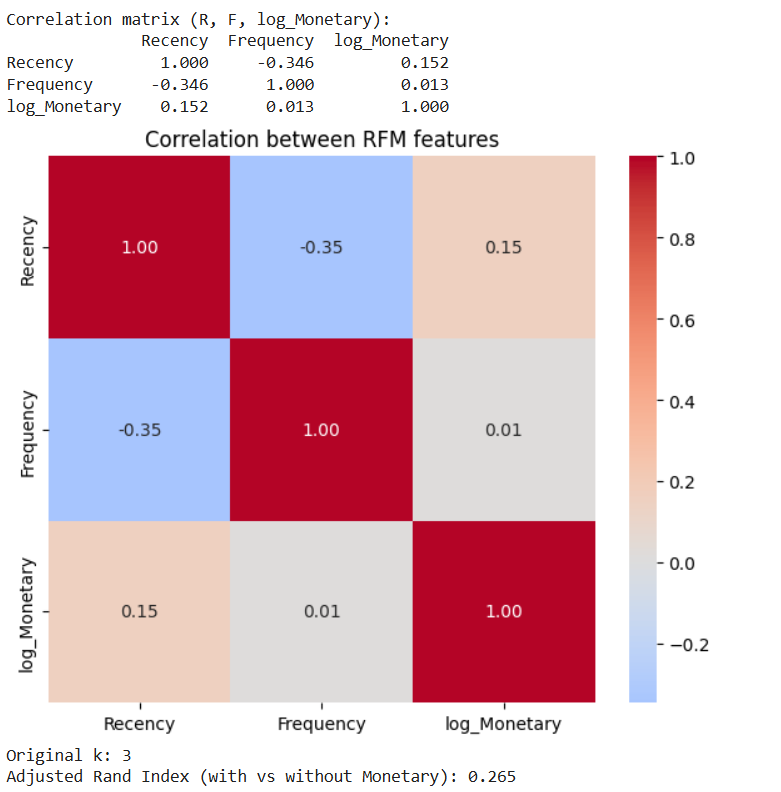 Correlation matrix (R, F, log_Monetary):
Recency Frequency log_Monetary
Recency 1.000 -0.346 0.152
Frequency -0.346 1.000 0.013
log_Monetary 0.152 0.013 1.000
Correlation between RFM features
1.0
0.8
0.6
0.4
0.2
0.0
−0.2
Recency
1.00 -0.35 0.15
Frequency
-0.35 1.00 0.01
log_Monetary
0.15 0.01 1.00
Recency Frequency log_Monetary
Original k: 3
Adjusted Rand Index (with vs without Monetary): 0.265